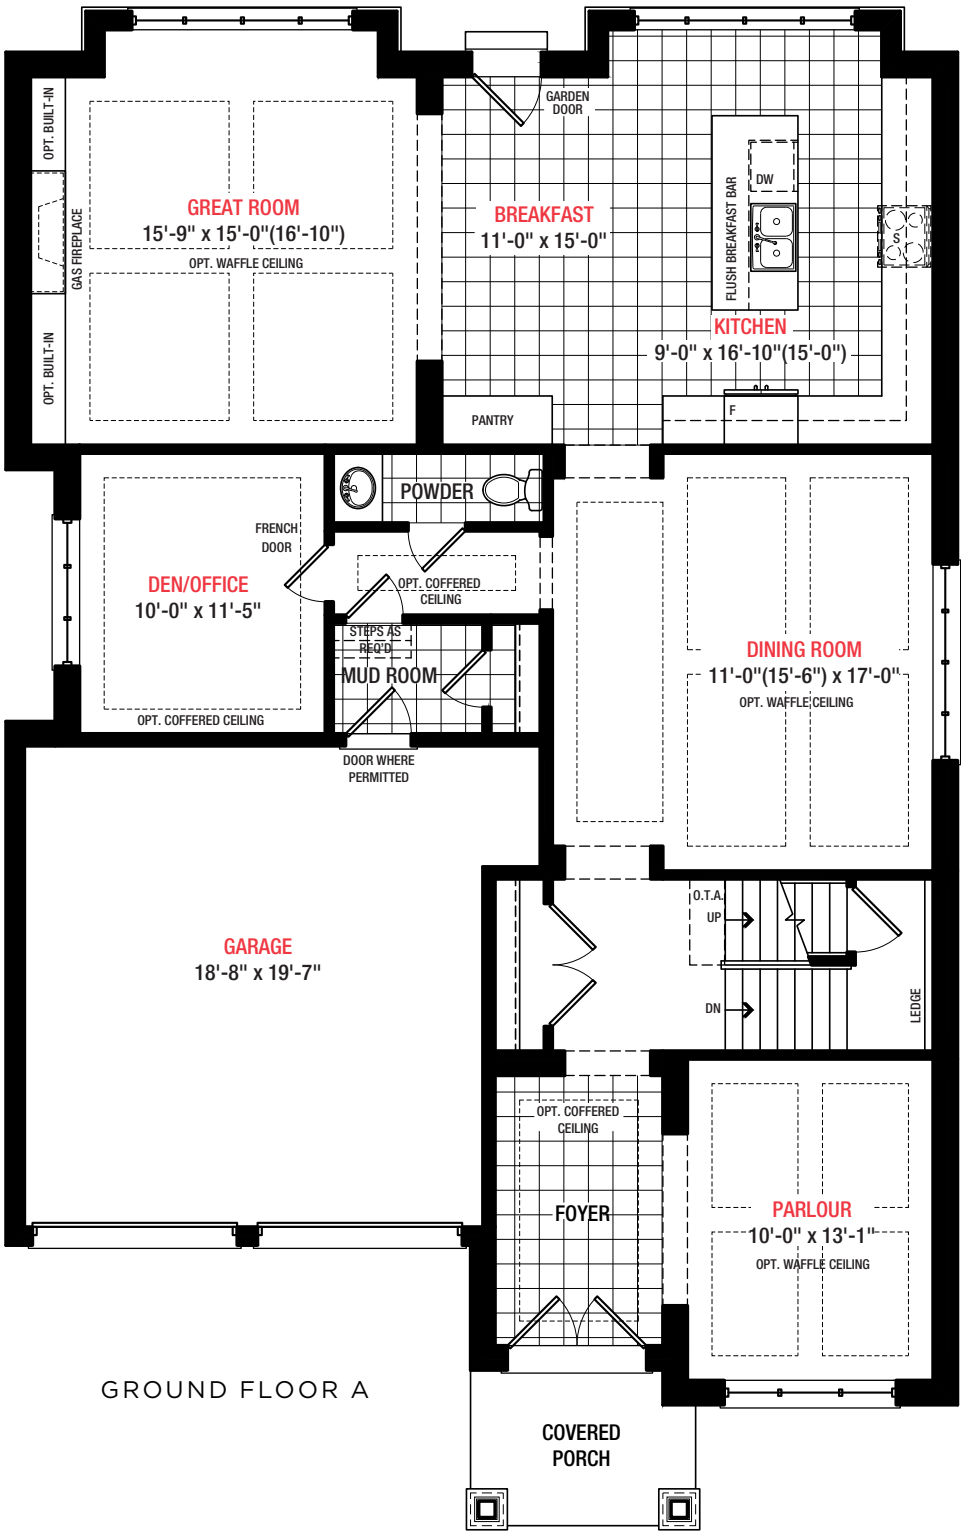 OPT. BUILT-IN
GARDEN
DOOR
DW
FLUSH BREAKFAST BAR
GREAT ROOM
15'-9" x 15'-0"(16'-10")
OPT. WAFFLE CEILING
GAS FIREPLACE
BREAKFAST
11'-0" x 15'-0"
S
KITCHEN
9'-0" x 16'-10"(15'-0")
OPT. BUILT-IN
PANTRY
F
POWDER
FRENCH
DOOR
DEN/OFFICE
10'-0" x 11'-5"
OPT. COFFERED
CEILING
STEPS AS
REQ'D
MUD ROOM
OPT. COFFERED CEILING
DINING ROOM
11'-0"(15'-6") x 17'-0"
OPT. WAFFLE CEILING
DOOR WHERE
PERMITTED
O.T.A.
UP
GARAGE
18'-8" x 19'-7"
DN
LEDGE
OPT. COFFERED
CEILING
FOYER
PARLOUR
10'-0" x 13'-1"
OPT. WAFFLE CEILING
GROUND FLOOR A
COVERED
PORCH